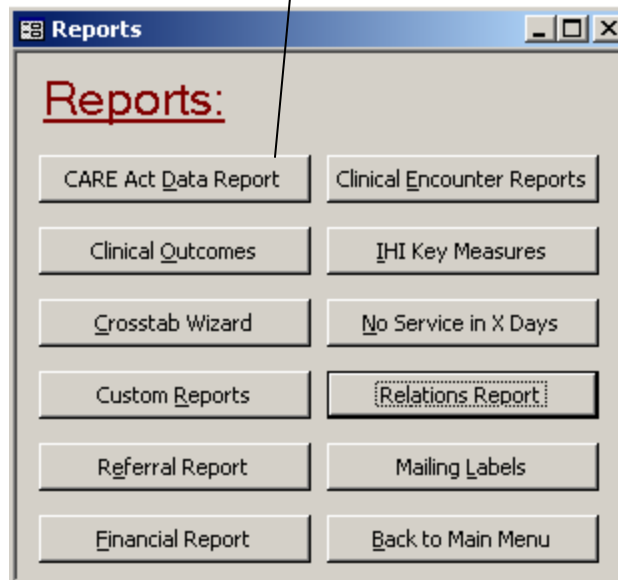 Reports
Reports:
CARE Act Data Report
Clinical Encounter Reports
Clinical Outcomes
IHI Key Measures
Crosstab Wizard
No Service in X Days
Custom Reports
Relations Report
Referral Report
Mailing Labels
Financial Report
Back to Main Menu